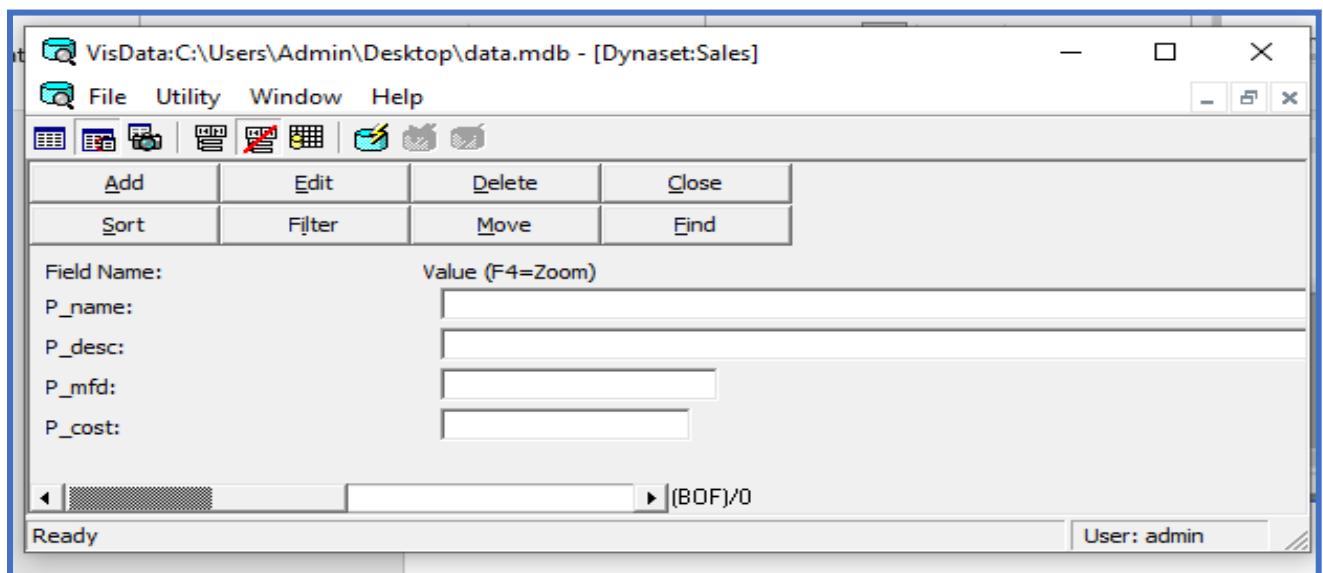 VisData:C:\Users\Admin\Desktop\data.mdb - [Dynaset:Sales]
File Utility Window Help
Add Edit Delete Close
Sort Filter Move Find
Field Name: Value (F4=Zoom)
P_name:
P_desc:
P_mfd:
P_cost:
(BOF)/0
Ready User: admin